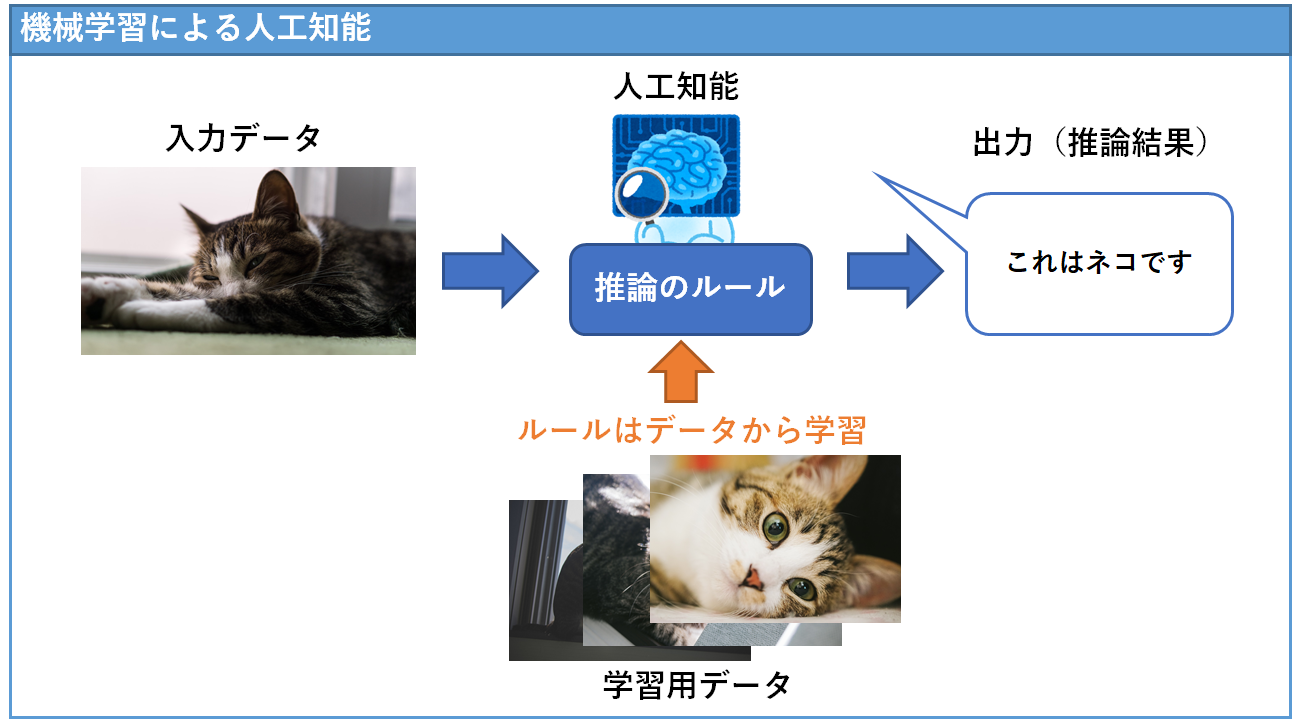 機械学習による人工知能
人工知能
入力データ
出力（推論結果）
これはネコです
推論のルール
ルールはデータから学習
学習用データ